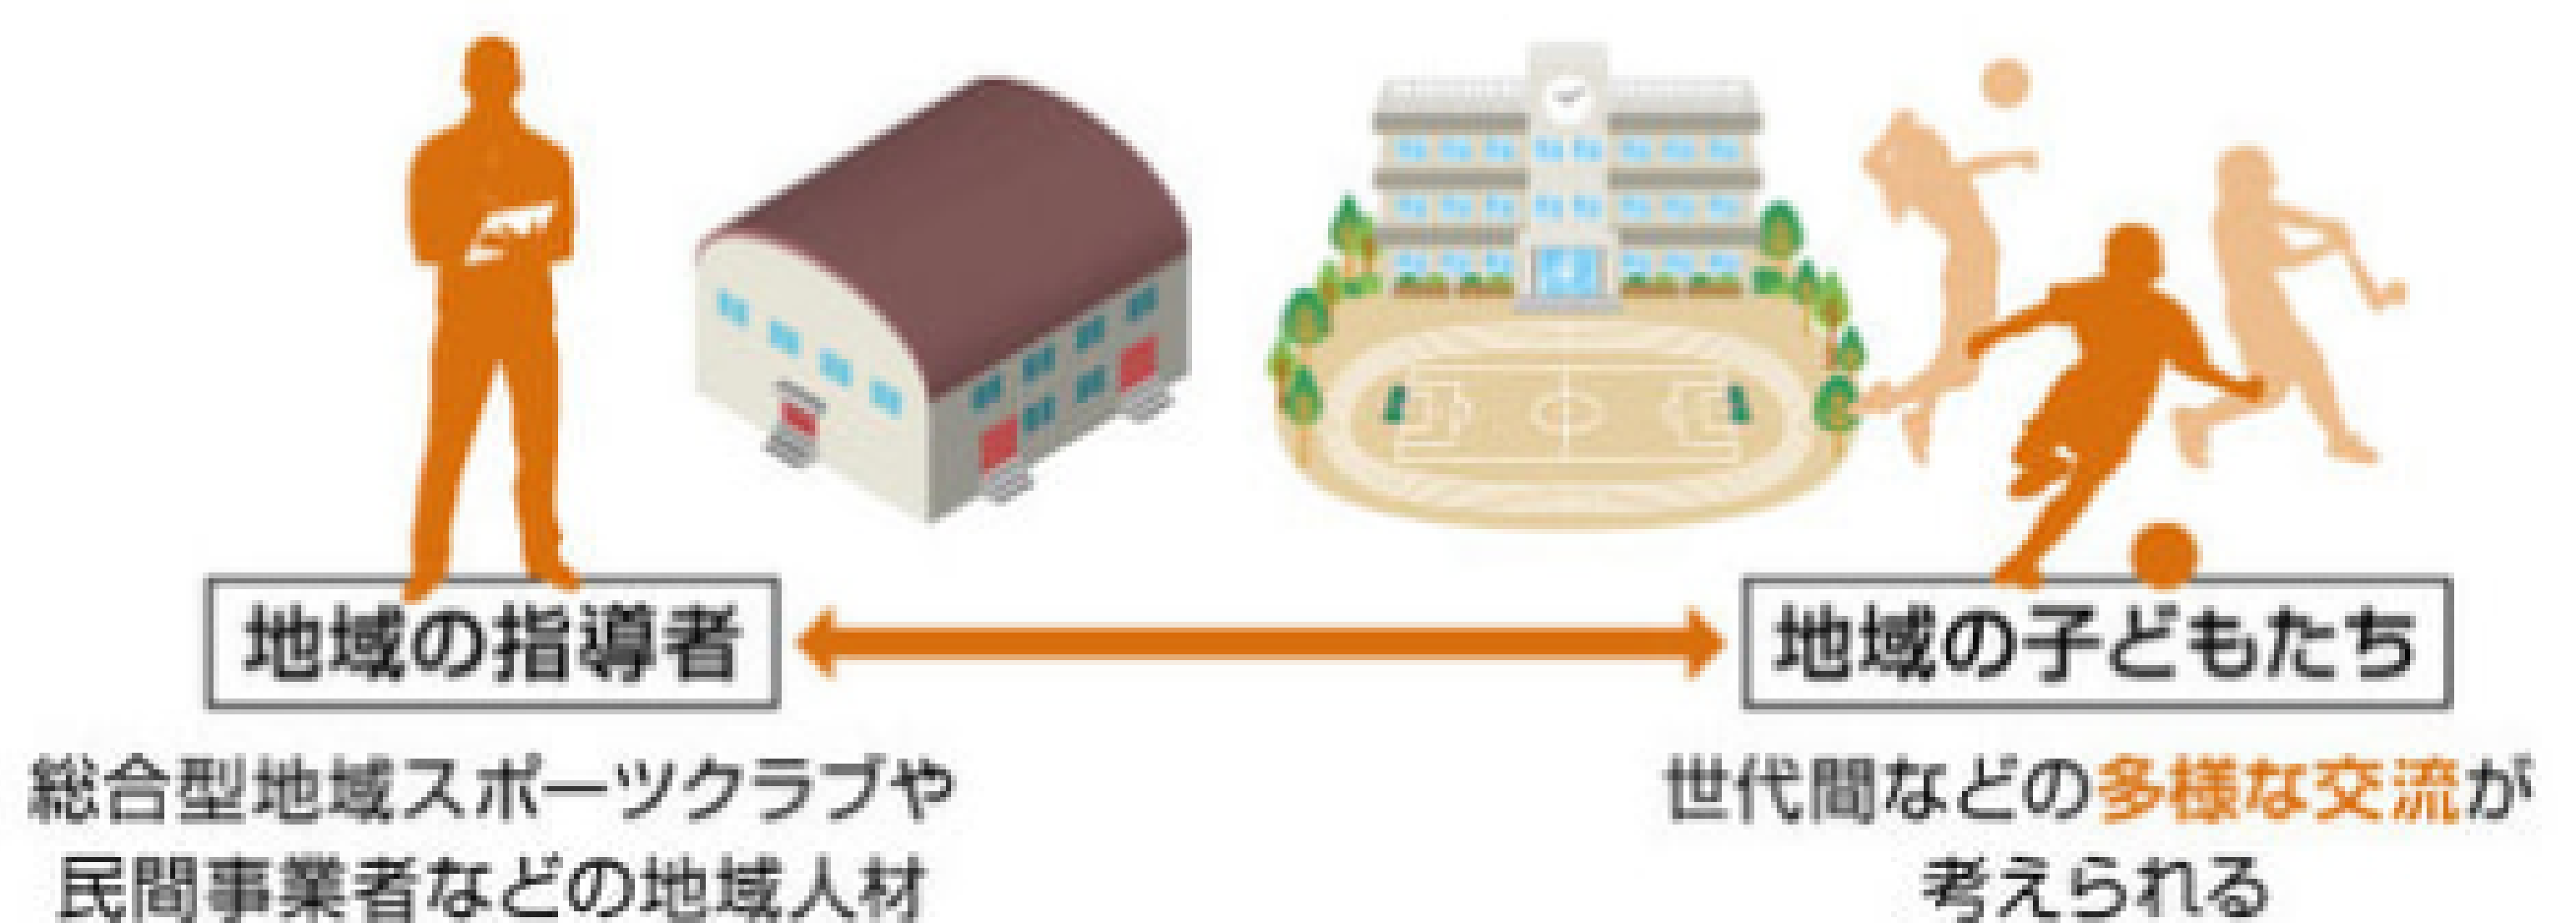 地域の指導者
総合型地域スポーツクラブや
民間事業者などの地域人材
地域の子どもたち
世代間などの多様な交流が
考えられる